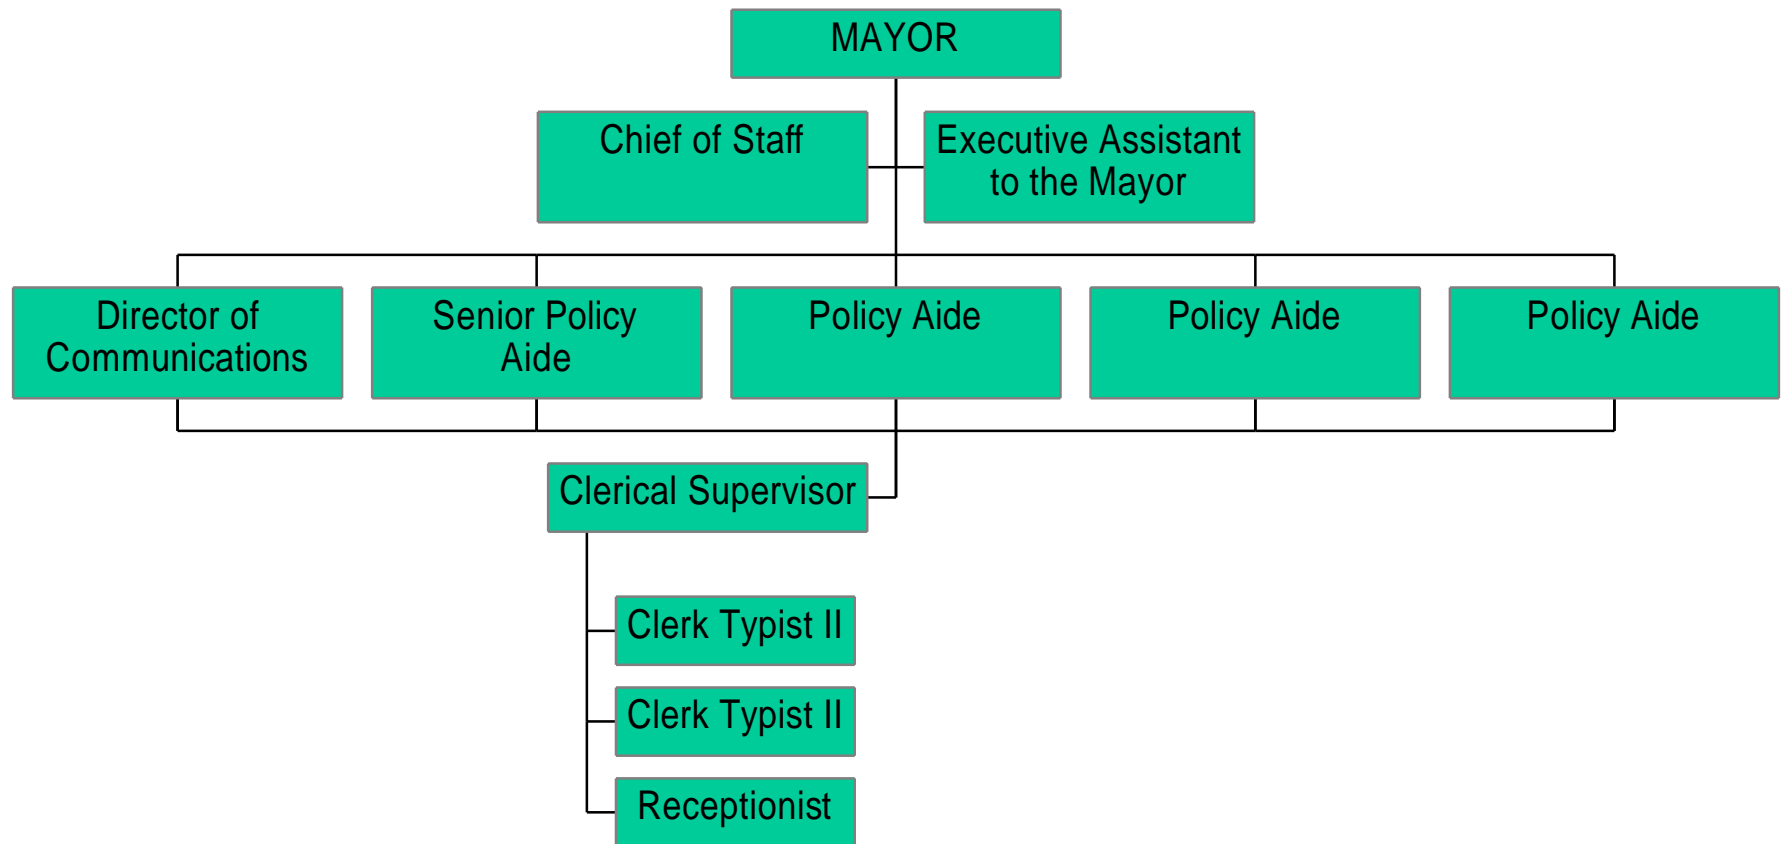 MAYOR
Chief of Staff
Executive Assistant
to the Mayor
Director of
Communications
Senior Policy
Aide
Policy Aide
Policy Aide
Policy Aide
Clerical Supervisor
Clerk Typist II
Clerk Typist II
Receptionist